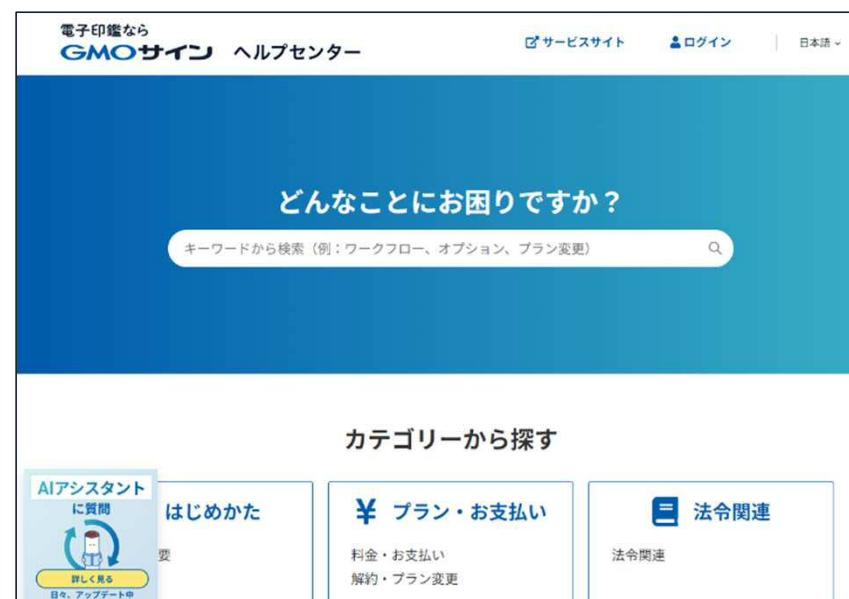 電子印鑑なら
GMOサイン ヘルプセンター
サービスサイト
ログイン
日本語
どんなことにお困りですか？
キーワードから検索（例：ワークフロー、オプション、プラン変更）
カテゴリーから探す
AIアシスタント
に質問
詳しく見る
日々、アップデート中
はじめかた
要
プラン・お支払い
料金・お支払い
解約・プラン変更
法令関連
法令関連